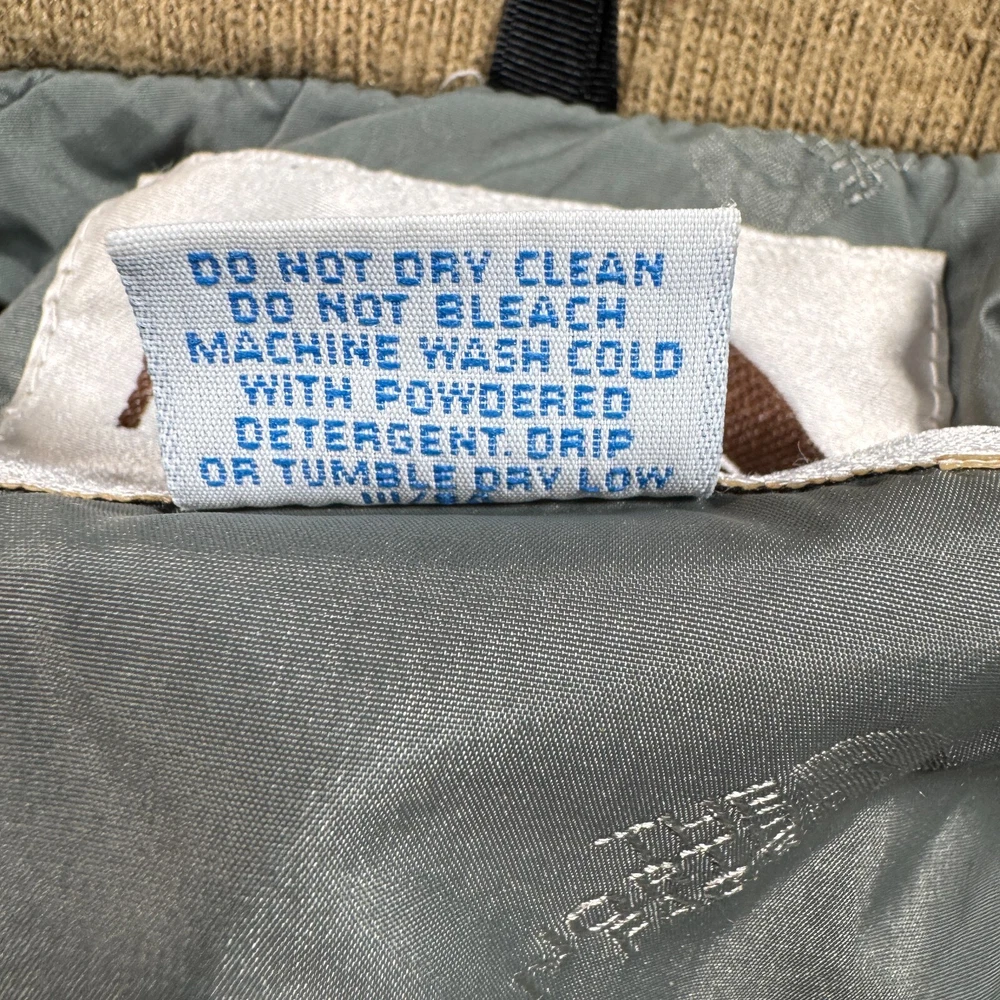 DO NOT DRY CLEAN
DO NOT BLEACH
MACHINE WASH COLD
WITH POWDERED
DETERGENT. DRIP
OR TUMBLE DRY LOW
THE
NORTH
FACE